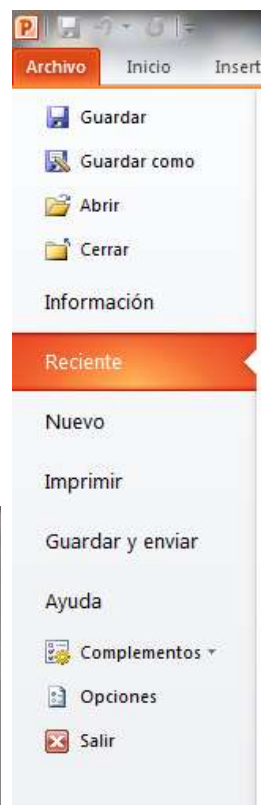 P
Archivo Inicio Insert
Guardar
Guardar como
Abrir
Cerrar
Información
Reciente
Nuevo
Imprimir
Guardar y enviar
Ayuda
Complementos
Opciones
Salir